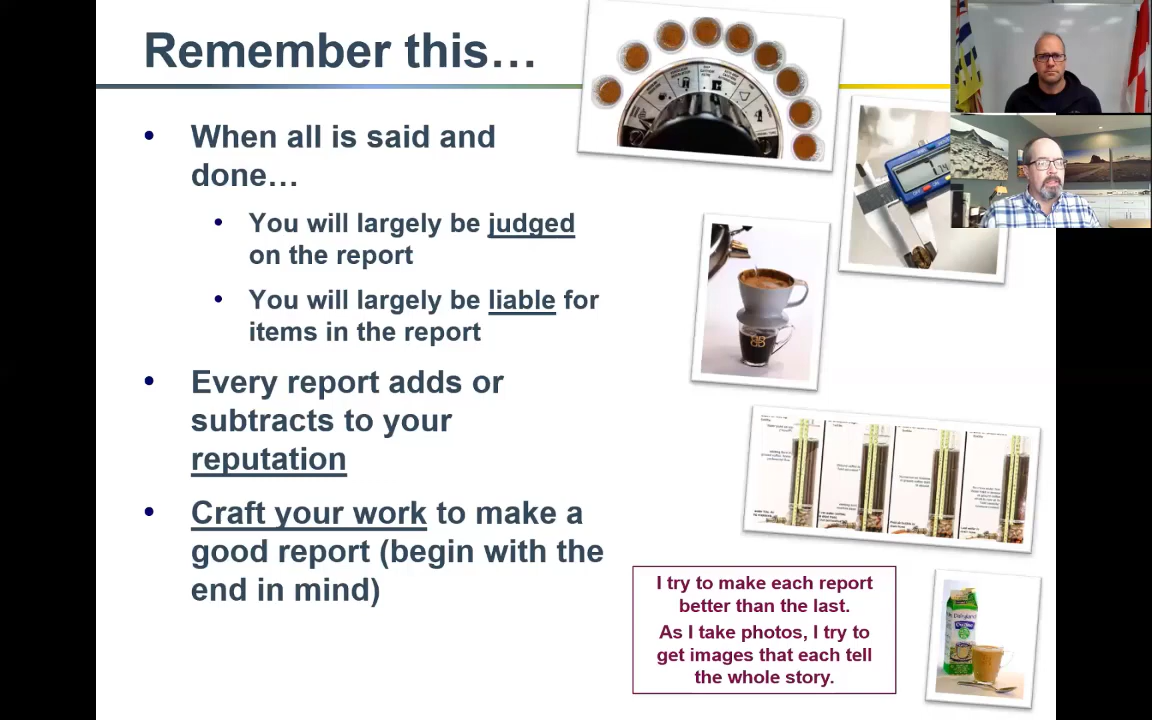 Remember this…
• When all is said and
done…
• You will largely be judged
on the report
• You will largely be liable for
items in the report
• Every report adds or
subtracts to your
reputation
• Craft your work to make a
good report (begin with the
end in mind)
I try to make each report
better than the last.
As I take photos, I try to
get images that each tell
the whole story.